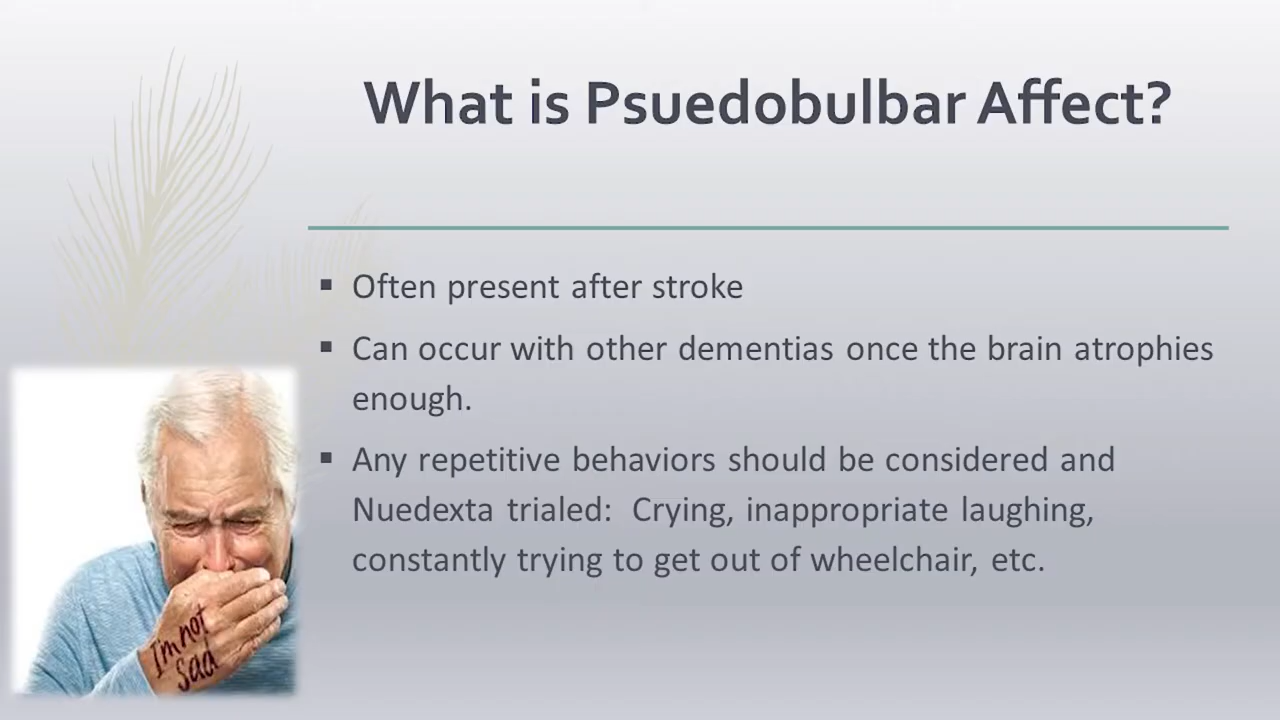 What is Psuedobulbar Affect?
▪ Often present after stroke
▪ Can occur with other dementias once the brain atrophies
enough.
▪ Any repetitive behaviors should be considered and
Nuedexta trialed: Crying, inappropriate laughing,
constantly trying to get out of wheelchair, etc.
I'm not
sad